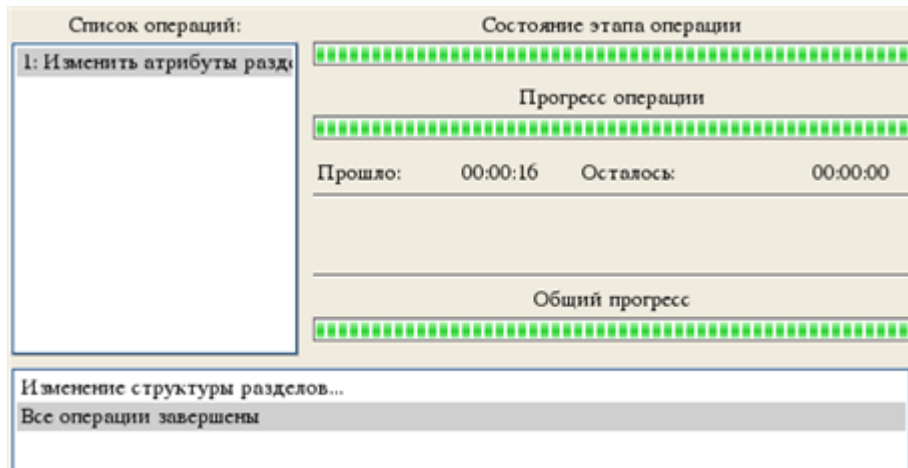 Список операций:
1: Изменить атрибуты разде
Состояние этапа операции
Прогресс операции
Прошло: 00:00:16 Осталось: 00:00:00
Общий прогресс
Изменение структуры разделов...
Все операции завершены